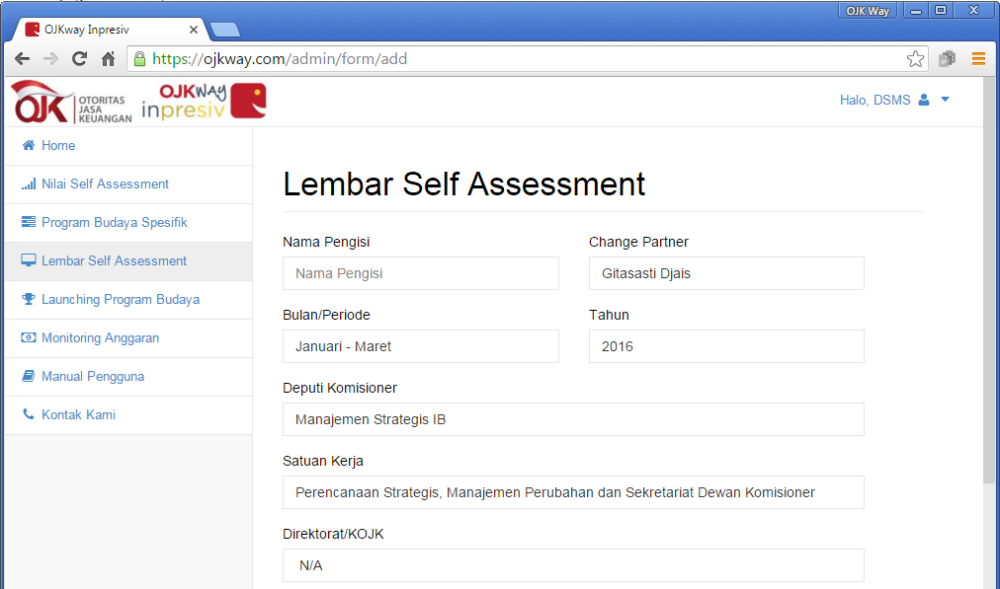 OJK Way
OJKway Inpresiv
https://ojkway.com/admin/form/add
OJK
OTORITAS
JASA
KEUANGAN
OJKWAY
inpresiv
Halo, DSMS
Home
Nilai Self Assessment
Program Budaya Spesifik
Lembar Self Assessment
Launching Program Budaya
Monitoring Anggaran
Manual Pengguna
Kontak Kami
Lembar Self Assessment
Nama Pengisi
Change Partner
Nama Pengisi
Gitasasti Djais
Bulan/Periode
Tahun
Januari - Maret
2016
Deputi Komisioner
Manajemen Strategis IB
Satuan Kerja
Perencanaan Strategis, Manajemen Perubahan dan Sekretariat Dewan Komisioner
Direktorat/KOJK
N/A